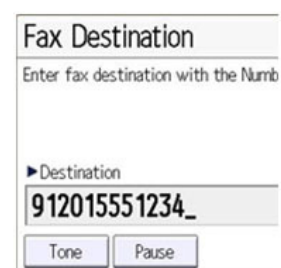 Fax Destination
Enter fax destination with the Numb
►Destination
912015551234_
Tone Pause